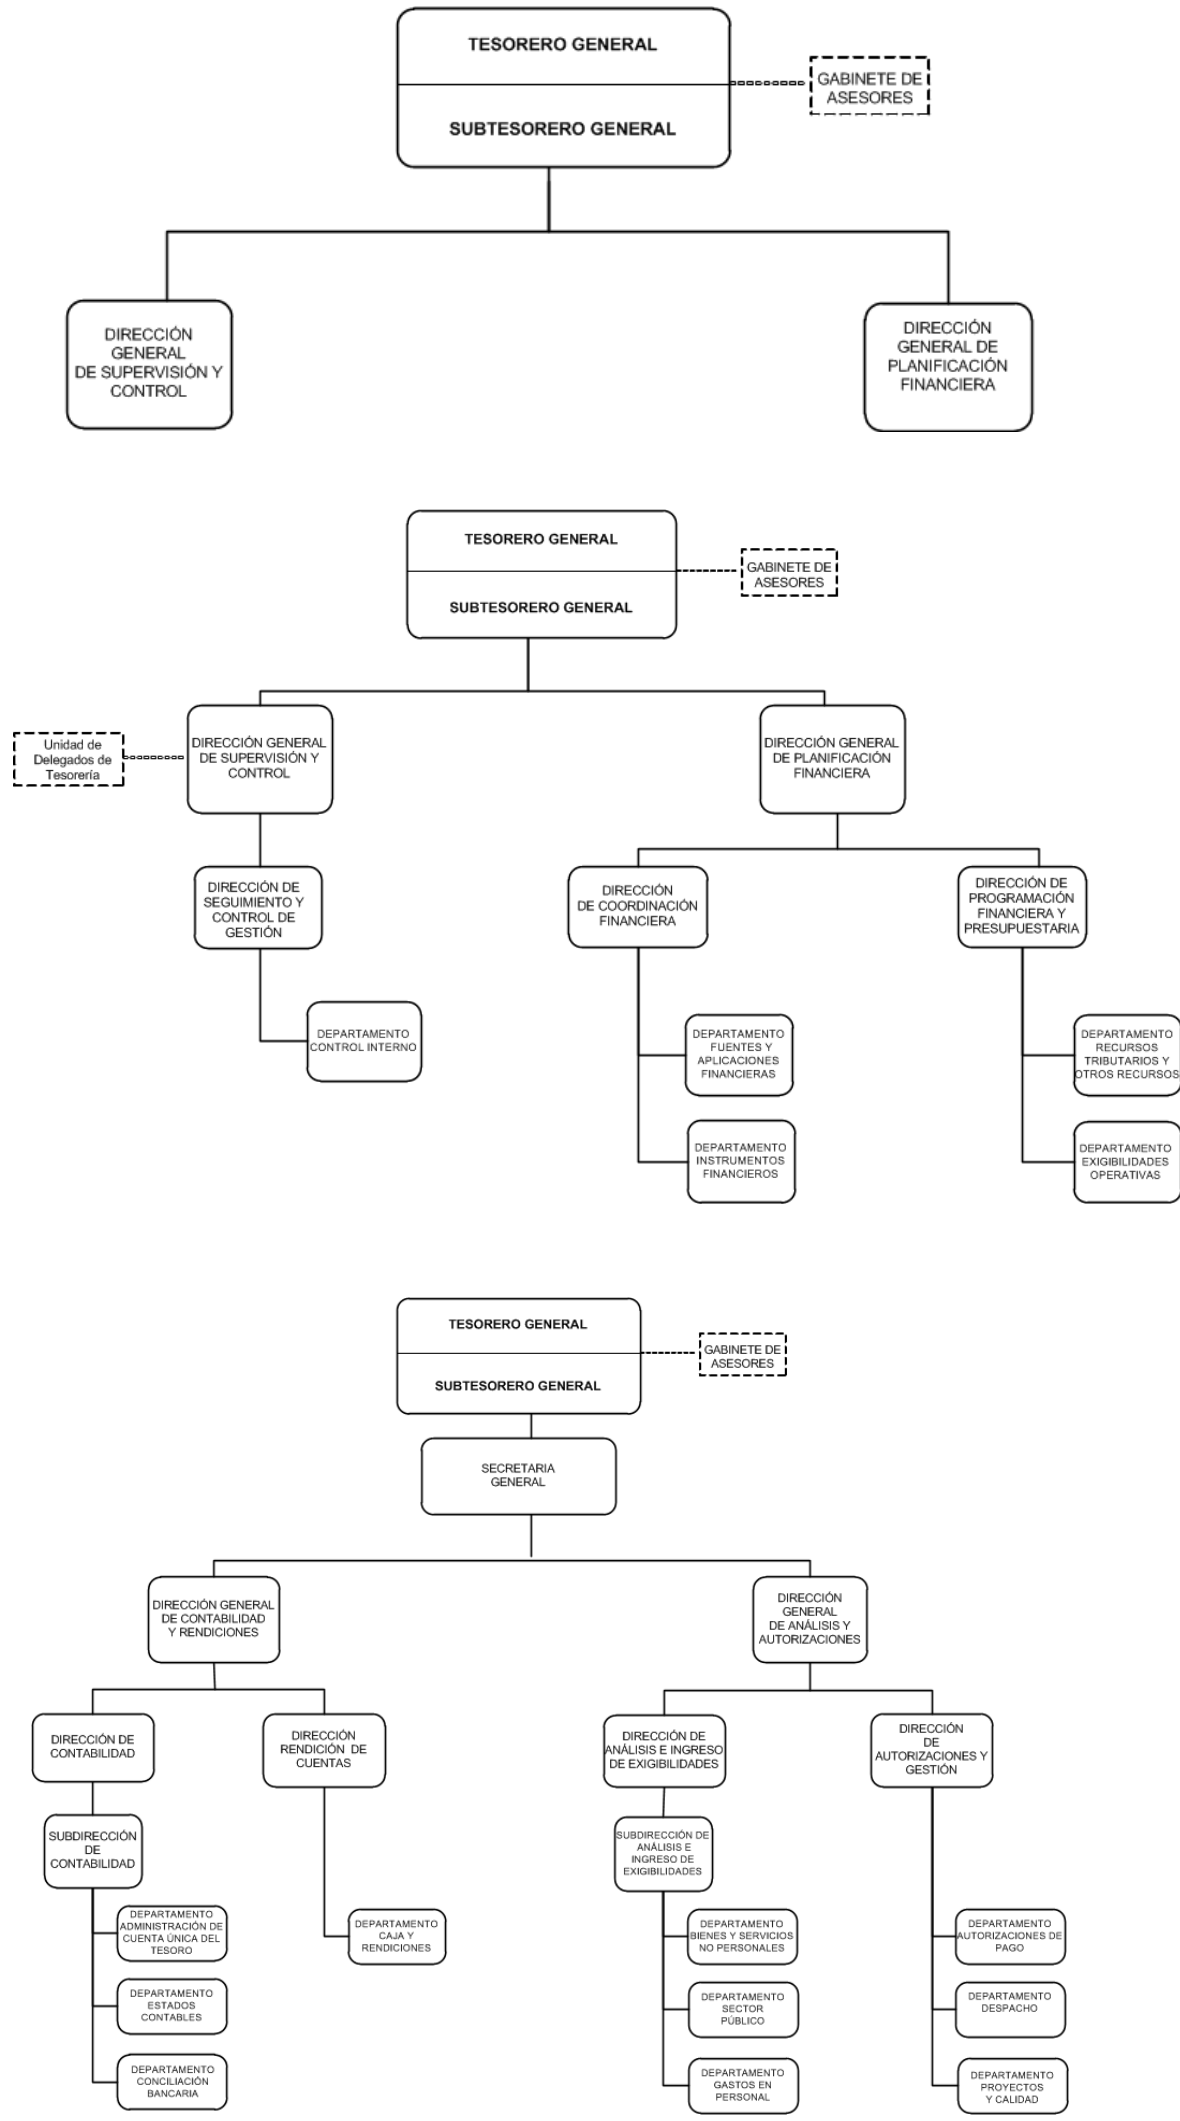 TESORERO GENERAL
SUBTESORERO GENERAL
GABINETE DE
ASESORES
DIRECCIÓN
GENERAL
DE SUPERVISIÓN Y
CONTROL
DIRECCIÓN
GENERAL DE
PLANIFICACIÓN
FINANCIERA
TESORERO GENERAL
SUBTESORERO GENERAL
GABINETE DE
ASESORES
Unidad de
Delegados de
Tesorería
DIRECCIÓN GENERAL
DE SUPERVISIÓN Y
CONTROL
DIRECCIÓN GENERAL
DE PLANIFICACIÓN
FINANCIERA
DIRECCIÓN DE
SEGUIMIENTO Y
CONTROL DE
GESTIÓN
DIRECCIÓN
DE COORDINACIÓN
FINANCIERA
DIRECCIÓN DE
PROGRAMACIÓN
FINANCIERA Y
PRESUPUESTARIA
DEPARTAMENTO
CONTROL INTERNO
DEPARTAMENTO
FUENTES Y
APLICACIONES
FINANCIERAS
DEPARTAMENTO
RECURSOS
TRIBUTARIOS Y
OTROS RECURSOS
DEPARTAMENTO
INSTRUMENTOS
FINANCIEROS
DEPARTAMENTO
EXIGIBILIDADES
OPERATIVAS
TESORERO GENERAL
SUBTESORERO GENERAL
GABINETE DE
ASESORES
SECRETARIA
GENERAL
DIRECCIÓN GENERAL
DE CONTABILIDAD
Y RENDICIONES
DIRECCIÓN
GENERAL
DE ANÁLISIS Y
AUTORIZACIONES
DIRECCIÓN DE
CONTABILIDAD
DIRECCIÓN
RENDICIÓN DE
CUENTAS
DIRECCIÓN DE
ANÁLISIS E INGRESO
DE EXIGIBILIDADES
DIRECCIÓN
DE
AUTORIZACIONES Y
GESTIÓN
SUBDIRECCIÓN
DE
CONTABILIDAD
SUBDIRECCIÓN DE
ANÁLISIS E
INGRESO DE
EXIGIBILIDADES
DEPARTAMENTO
ADMINISTRACIÓN DE
CUENTA ÚNICA DEL
TESORO
DEPARTAMENTO
CAJA Y
RENDICIONES
DEPARTAMENTO
BIENES Y SERVICIOS
NO PERSONALES
DEPARTAMENTO
AUTORIZACIONES DE
PAGO
DEPARTAMENTO
ESTADOS
CONTABLES
DEPARTAMENTO
SECTOR
PÚBLICO
DEPARTAMENTO
DESPACHO
DEPARTAMENTO
CONCILIACIÓN
BANCARIA
DEPARTAMENTO
GASTOS EN
PERSONAL
DEPARTAMENTO
PROYECTOS
Y CALIDAD